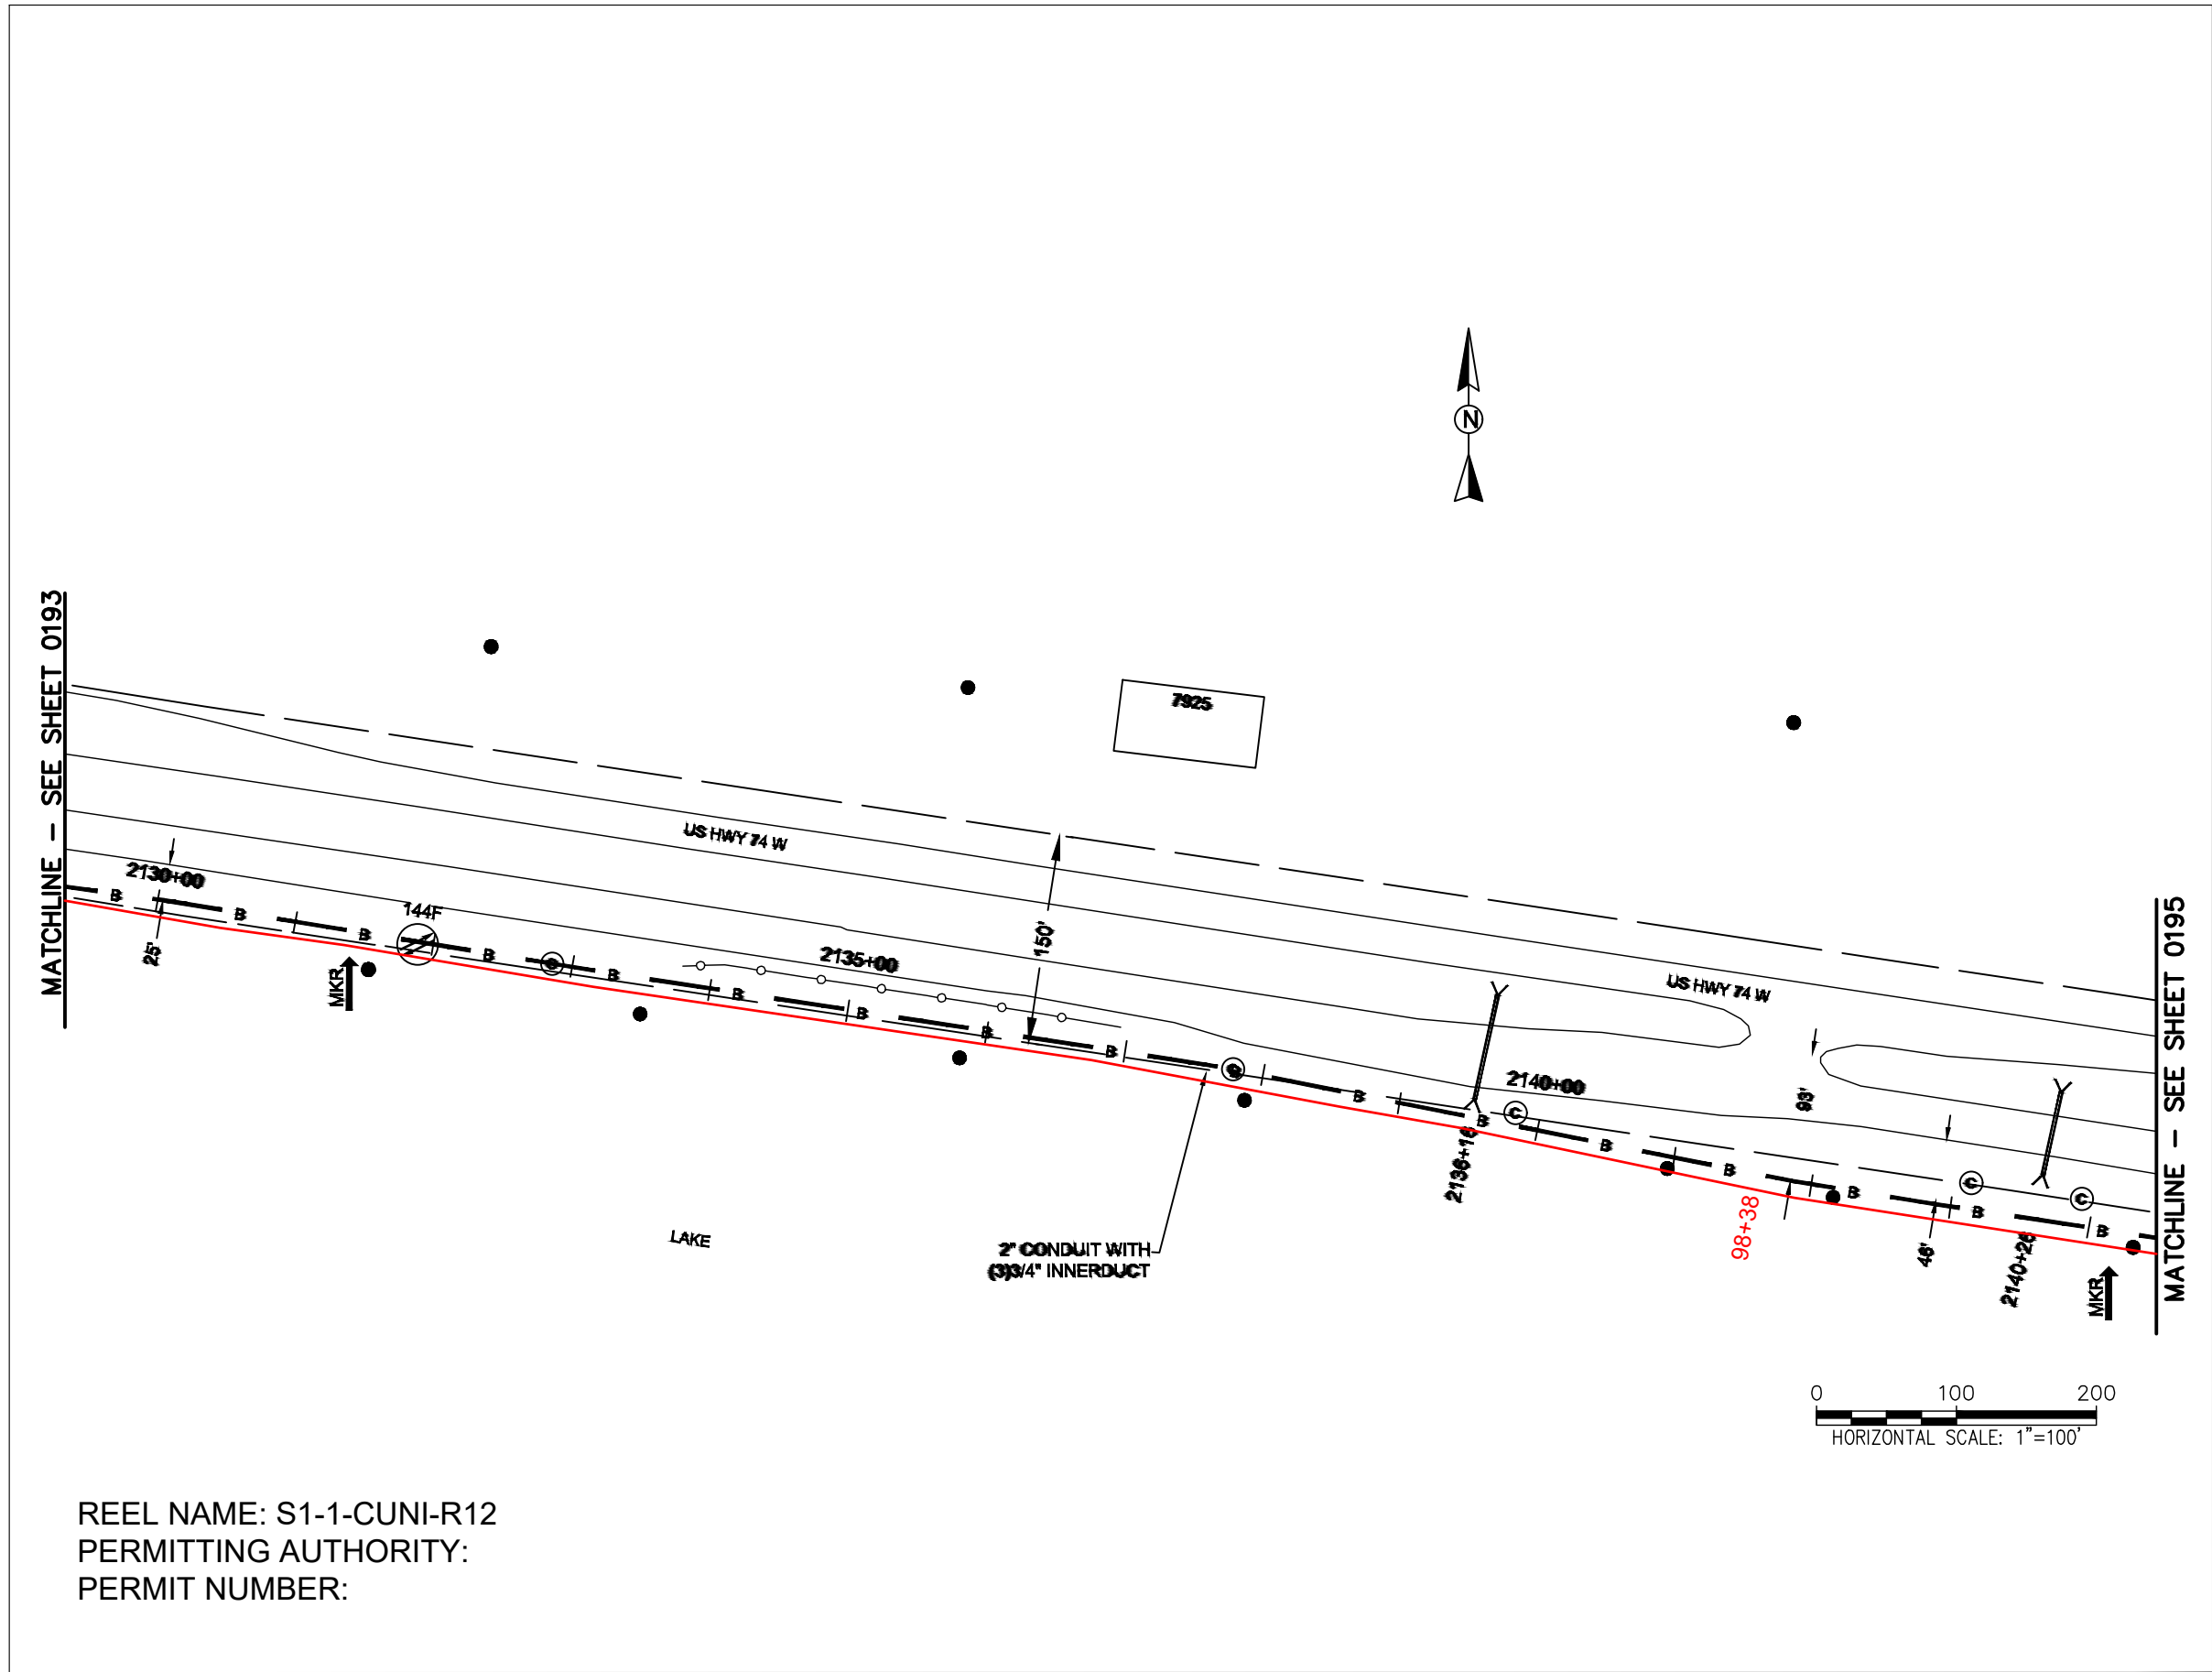 N
MATCHLINE - SEE SHEET 0193
7925
US HWY 74 W
2130+00
144F
25'
MKR
2135+00
150'
US HWY 74 W
MATCHLINE - SEE SHEET 0195
2140+00
93'
LAKE
2" CONDUIT WITH
(3)3/4" INNERDUCT
98+38
46'
MKR
B B B B B B B B B B B B B B B B
C C C C
0 100 200
HORIZONTAL SCALE: 1"=100'
REEL NAME: S1-1-CUNI-R12
PERMITTING AUTHORITY:
PERMIT NUMBER: